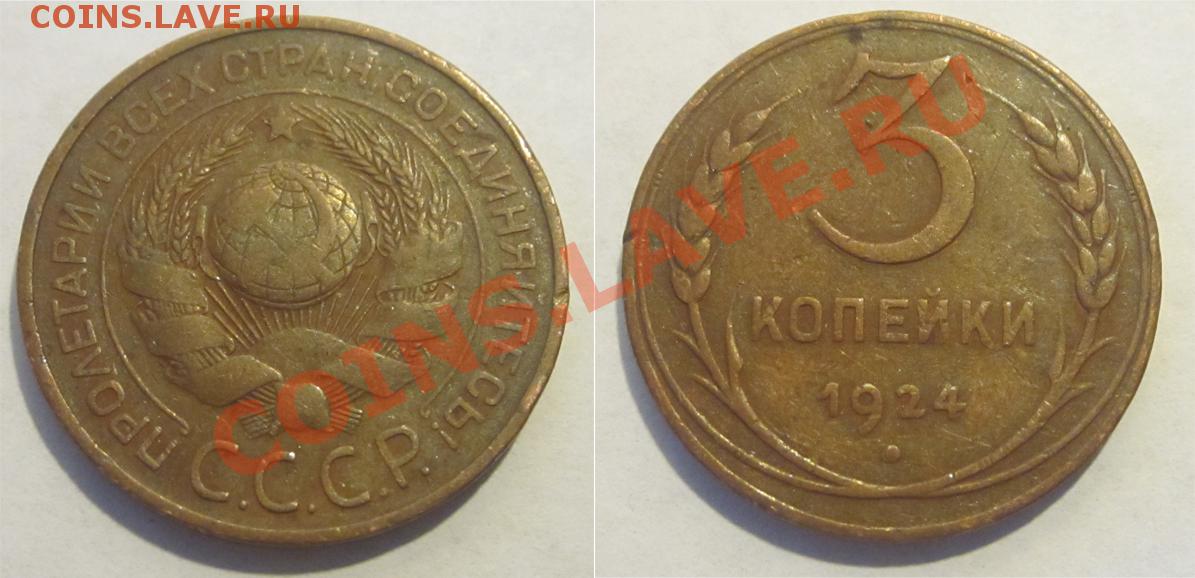 COINS.LAVE.RU
ПРОЛЕТАРИИ ВСЕХ СТРАН, СОЕДИНЯЙТЕСЬ!
С.С.С.Р.
3
КОПЕЙКИ
1924
COINS.LAVE.RU